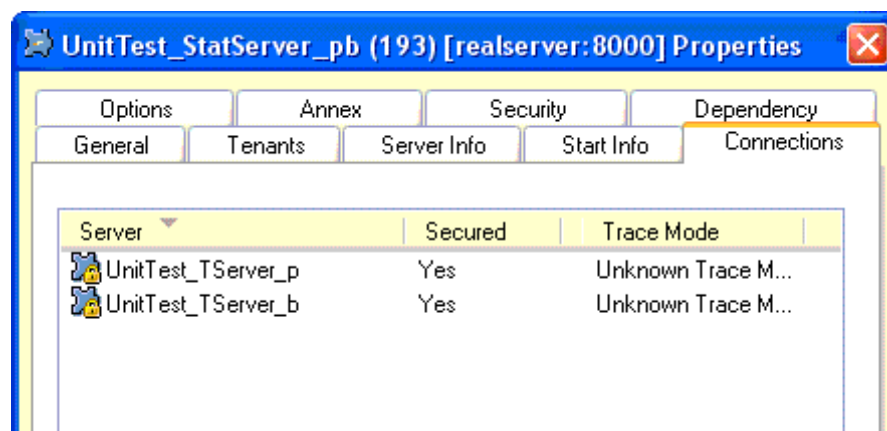 UnitTest_StatServer_pb (193) [realserver:8000] Properties
Options Annex Security Dependency
General Tenants Server Info Start Info Connections
Server Secured Trace Mode
UnitTest_TServer_p Yes Unknown Trace M...
UnitTest_TServer_b Yes Unknown Trace M...